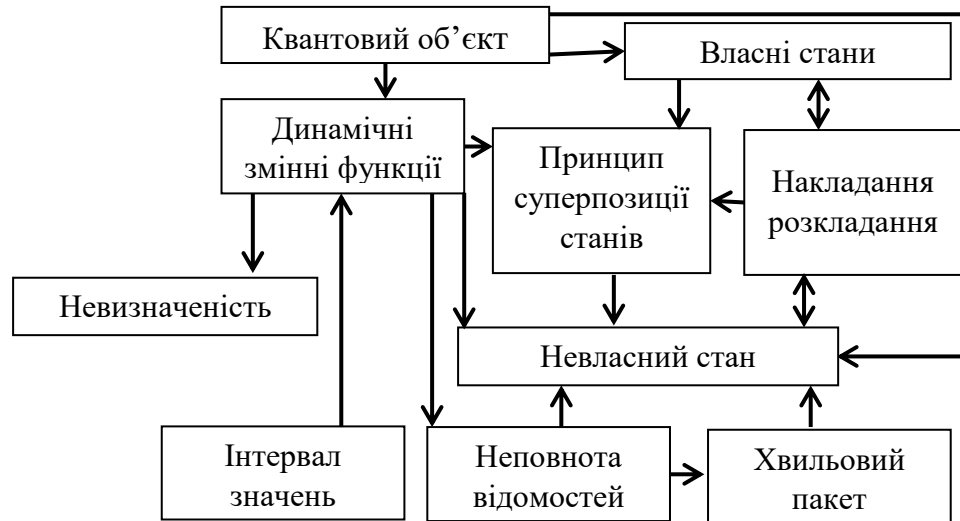 Квантовий об’єкт
Власні стани
Динамічні
змінні функції
Принцип
суперпозиції
станів
Накладання
розкладання
Невизначеність
Невласний стан
Інтервал
значень
Неповнота
відомостей
Хвильовий
пакет